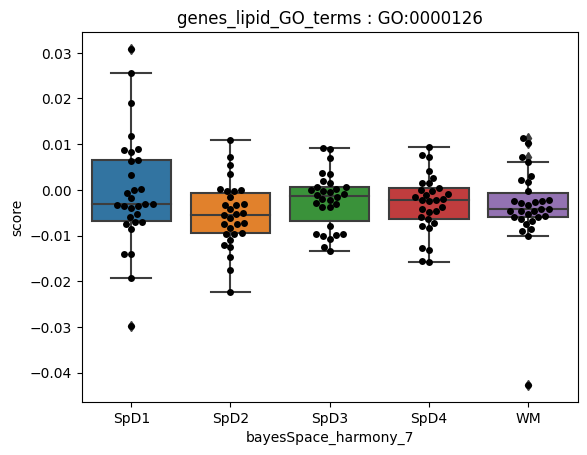 genes_lipid_GO_terms : GO:0000126
0.03
0.02
0.01
0.00
−0.01
−0.02
−0.03
−0.04
score
SpD1 SpD2 SpD3 SpD4 WM
bayesSpace_harmony_7